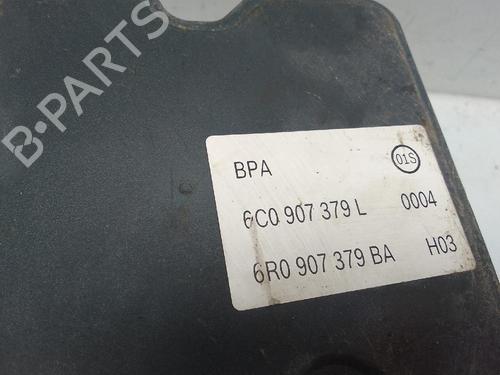 B-PARTS
BPA 01S
6C0 907 379 L 0004
6R0 907 379 BA H03